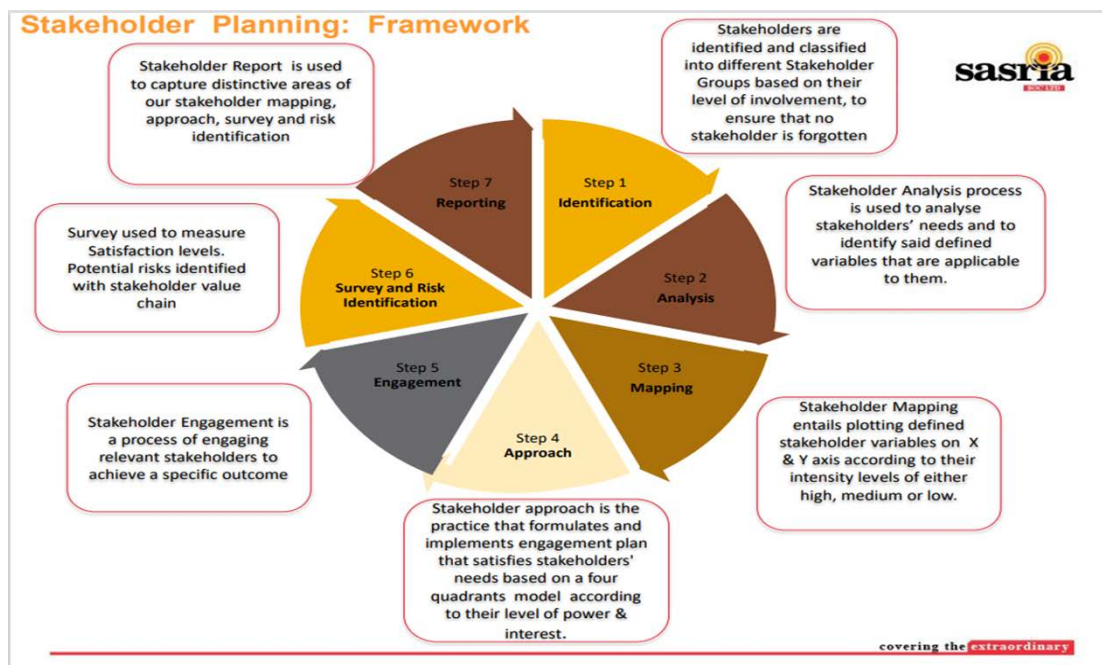 Stakeholder Planning: Framework
Stakeholders are
identified and classified
into different Stakeholder
Groups based on their
level of involvement, to
ensure that no
stakeholder is forgotten
sasria
SOC LTD
Stakeholder Report is used
to capture distinctive areas of
our stakeholder mapping,
approach, survey and risk
identification
Step 7
Reporting
Step 1
Identification
Stakeholder Analysis process
is used to analyse
stakeholders’ needs and to
identify said defined
variables that are applicable
to them.
Survey used to measure
Satisfaction levels.
Potential risks identified
with stakeholder value
chain
Step 6
Survey and Risk
Identification
Step 2
Analysis
Step 5
Engagement
Step 3
Mapping
Stakeholder Engagement is
a process of engaging
relevant stakeholders to
achieve a specific outcome
Step 4
Approach
Stakeholder Mapping
entails plotting defined
stakeholder variables on X
& Y axis according to their
intensity levels of either
high, medium or low.
Stakeholder approach is the
practice that formulates and
implements engagement plan
that satisfies stakeholders'
needs based on a four
quadrants model according
to their level of power &
interest.
covering the extraordinary